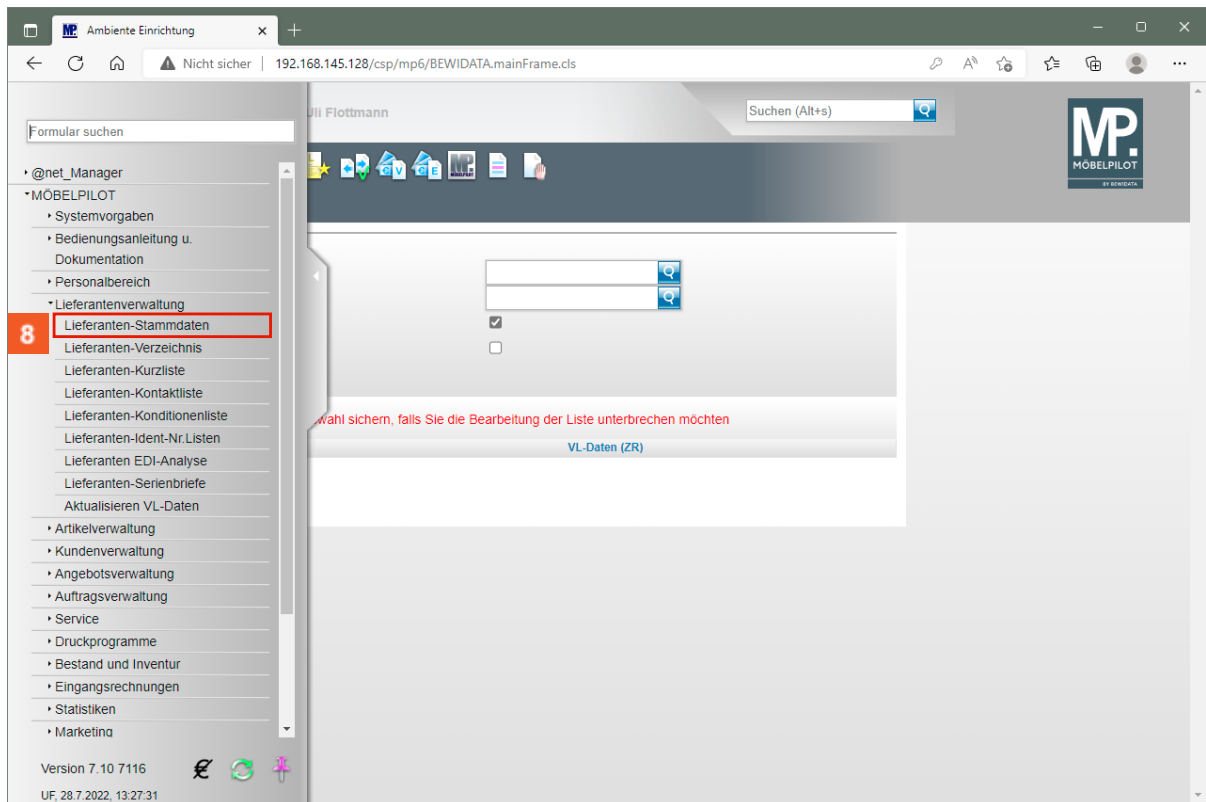 Ambiente Einrichtung
Nicht sicher | 192.168.145.128/csp/mp6/BEWIDATA.mainFrame.cls
Uli Flottmann
Suchen (Alt+s)
Formular suchen
MP.
MÖBELPILOT
BY BEWIDATA
@net_Manager
MÖBELPILOT
Systemvorgaben
Bedienungsanleitung u.
Dokumentation
Personalbereich
Lieferantenverwaltung
8
Lieferanten-Stammdaten
Lieferanten-Verzeichnis
Lieferanten-Kurzliste
Lieferanten-Kontaktliste
Lieferanten-Konditionenliste
Lieferanten-Ident-Nr.Listen
Lieferanten EDI-Analyse
Lieferanten-Serienbriefe
Aktualisieren VL-Daten
Artikelverwaltung
Kundenverwaltung
Angebotsverwaltung
Auftragsverwaltung
Service
Druckprogramme
Bestand und Inventur
Eingangsrechnungen
Statistiken
Marketing
wahl sichern, falls Sie die Bearbeitung der Liste unterbrechen möchten
VL-Daten (ZR)
Version 7.10 7116
UF, 28.7.2022, 13:27:31